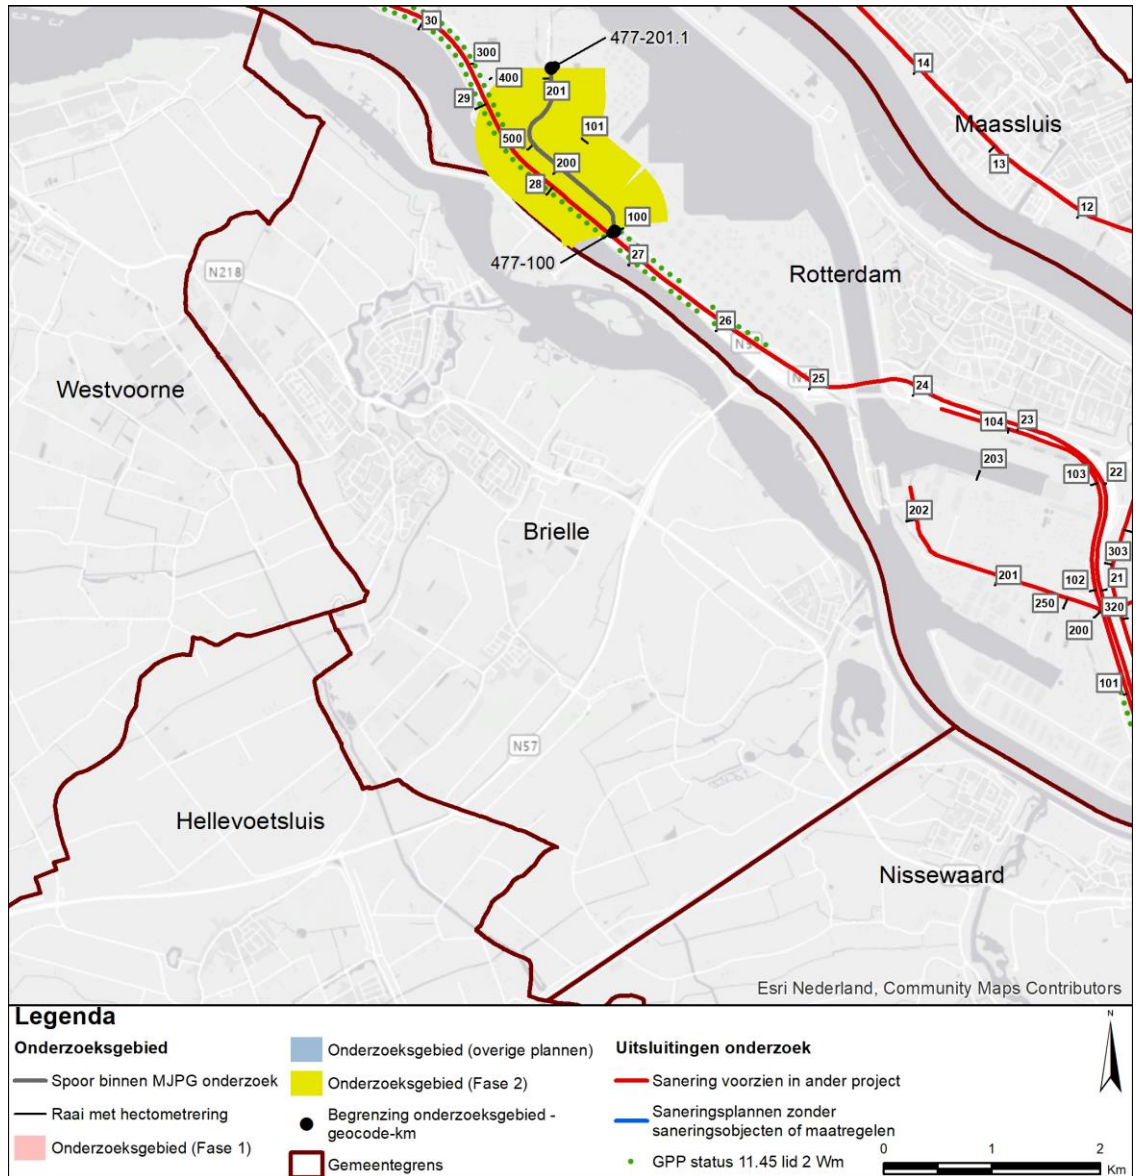 30
477-201.1
300
400
14
201
29
101
Maassluis
500
13
200
28
12
100
477-100
27
N218
Rotterdam
26
Westvoorne
25
24
104
23
203
103
22
202
Brielle
303
201
102
21
250
320
200
101
N57
Hellevoetsluis
Nissewaard
Esri Nederland, Community Maps Contributors
Legenda
Onderzoeksgebied
Spoor binnen MJPG onderzoek
Raai met hectometrering
Onderzoeksgebied (Fase 1)
Onderzoeksgebied (overige plannen)
Onderzoeksgebied (Fase 2)
Begrenzing onderzoeksgebied -
geocode-km
Gemeentegrens
Uitsluitingen onderzoek
Sanering voorzien in ander project
Saneringsplannen zonder
saneringsobjecten of maatregelen
GPP status 11.45 lid 2 Wm
N
0 1 2
Km